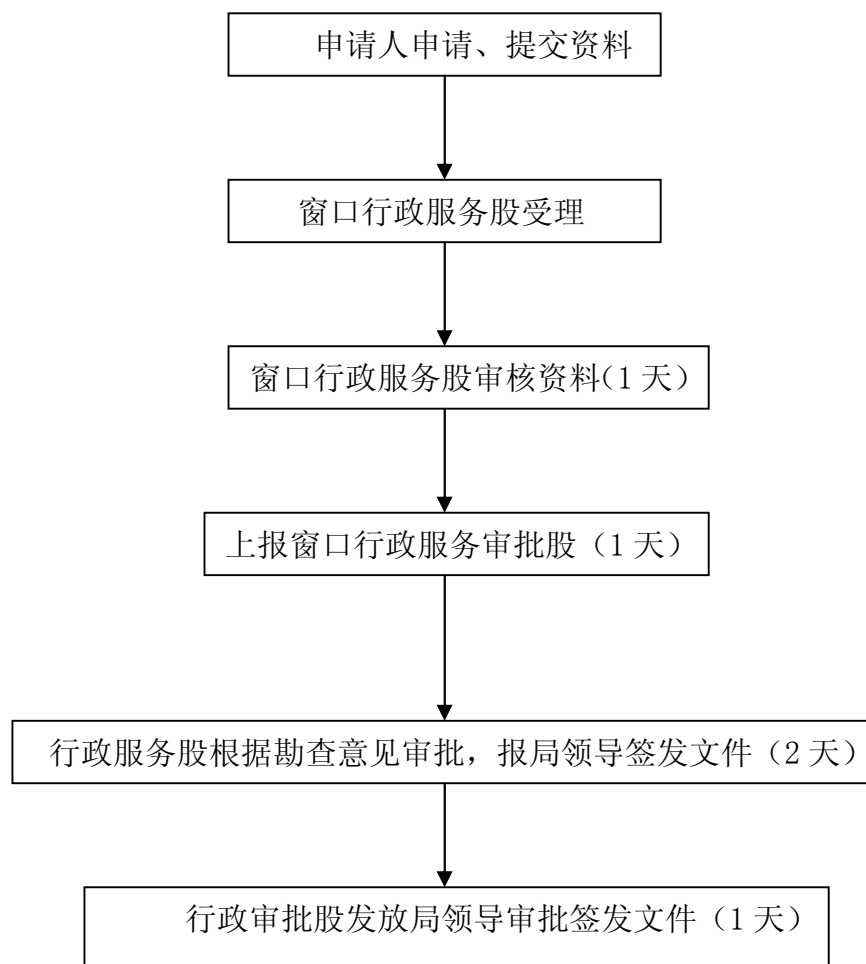 申请人申请、提交资料
窗口行政服务股受理
窗口行政服务股审核资料(1天）
上报窗口行政服务审批股（1天）
行政服务股根据勘查意见审批，报局领导签发文件（2天）
行政审批股发放局领导审批签发文件（1天）